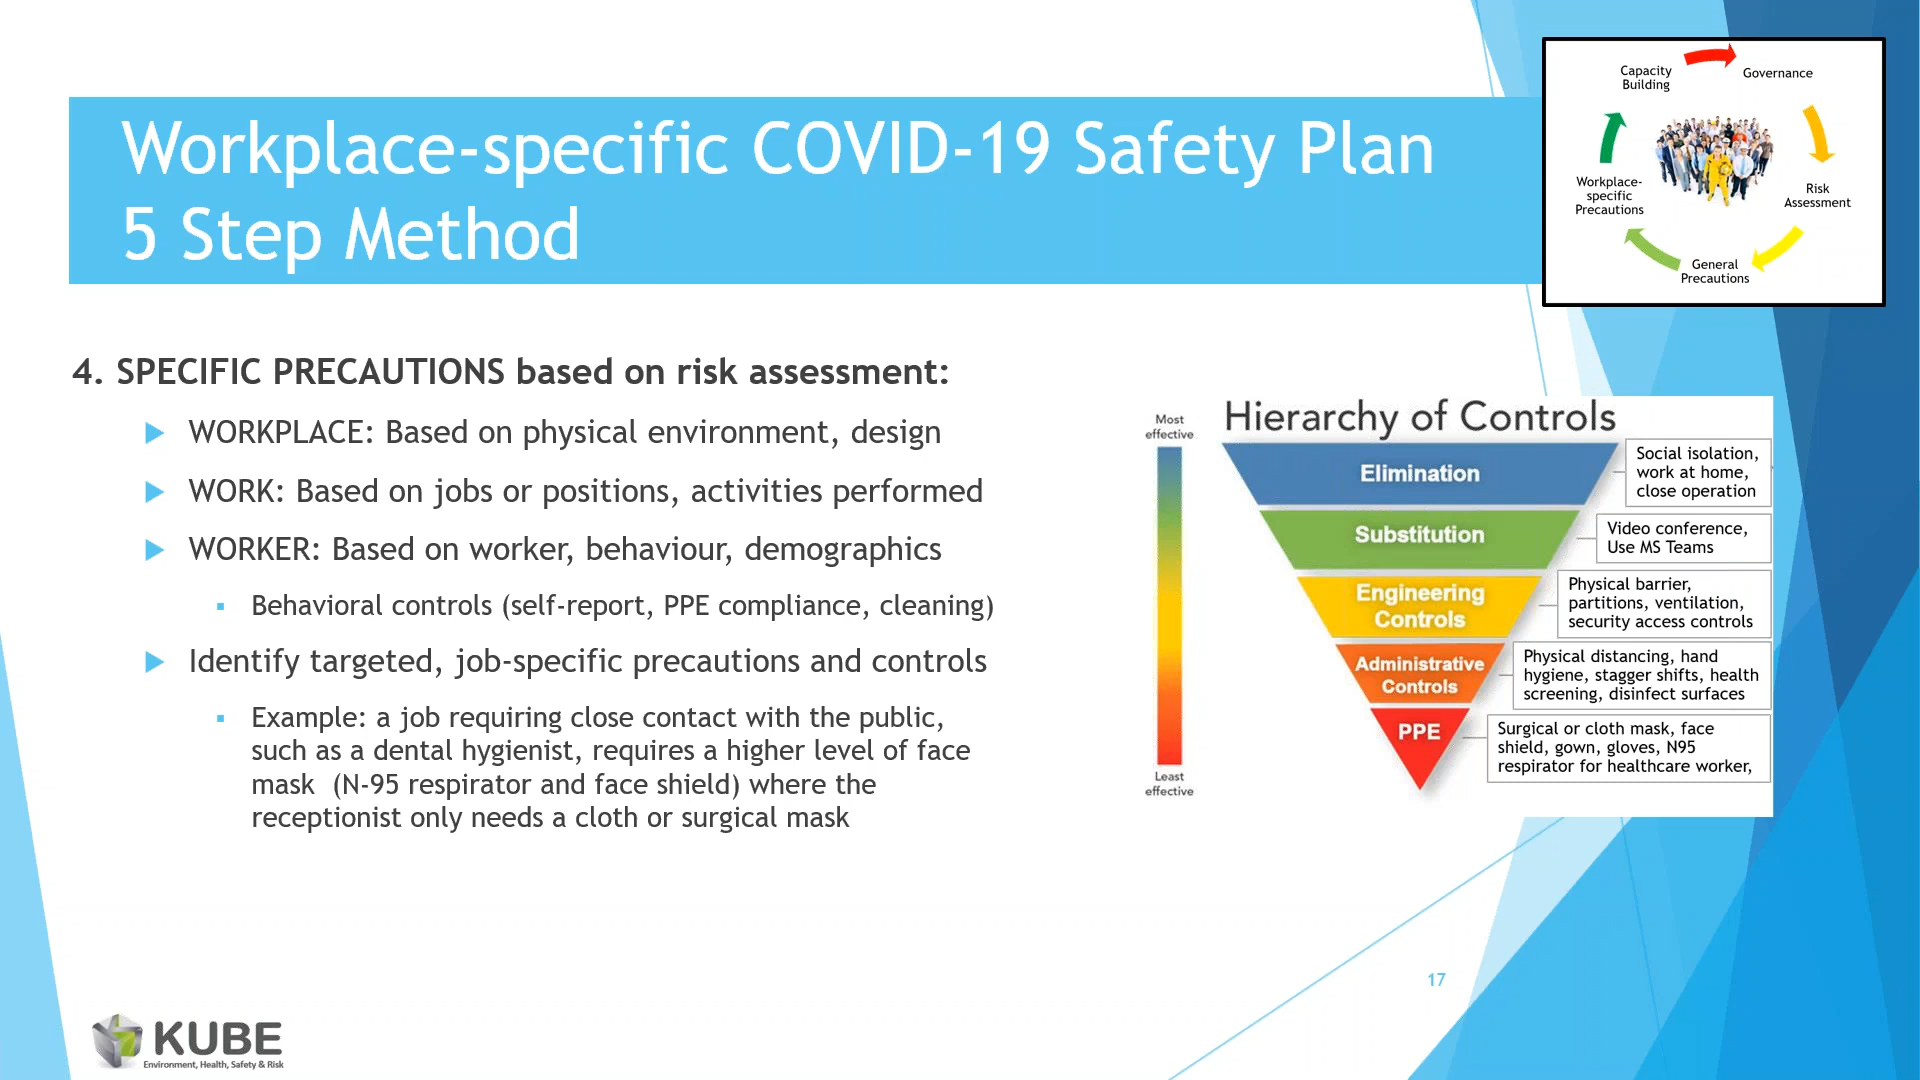 Workplace-specific COVID-19 Safety Plan
5 Step Method
Capacity
Building
Governance
Risk
Assessment
General
Precautions
Workplace-
specific
Precautions
4. SPECIFIC PRECAUTIONS based on risk assessment:
WORKPLACE: Based on physical environment, design
WORK: Based on jobs or positions, activities performed
WORKER: Based on worker, behaviour, demographics
Behavioral controls (self-report, PPE compliance, cleaning)
Identify targeted, job-specific precautions and controls
Example: a job requiring close contact with the public,
such as a dental hygienist, requires a higher level of face
mask (N-95 respirator and face shield) where the
receptionist only needs a cloth or surgical mask
Hierarchy of Controls
Most
effective
Least
effective
Elimination
Social isolation,
work at home,
close operation
Substitution
Video conference,
Use MS Teams
Engineering
Controls
Physical barrier,
partitions, ventilation,
security access controls
Administrative
Controls
Physical distancing, hand
hygiene, stagger shifts, health
screening, disinfect surfaces
PPE
Surgical or cloth mask, face
shield, gown, gloves, N95
respirator for healthcare worker,
17
KUBE
Environment, Health, Safety & Risk